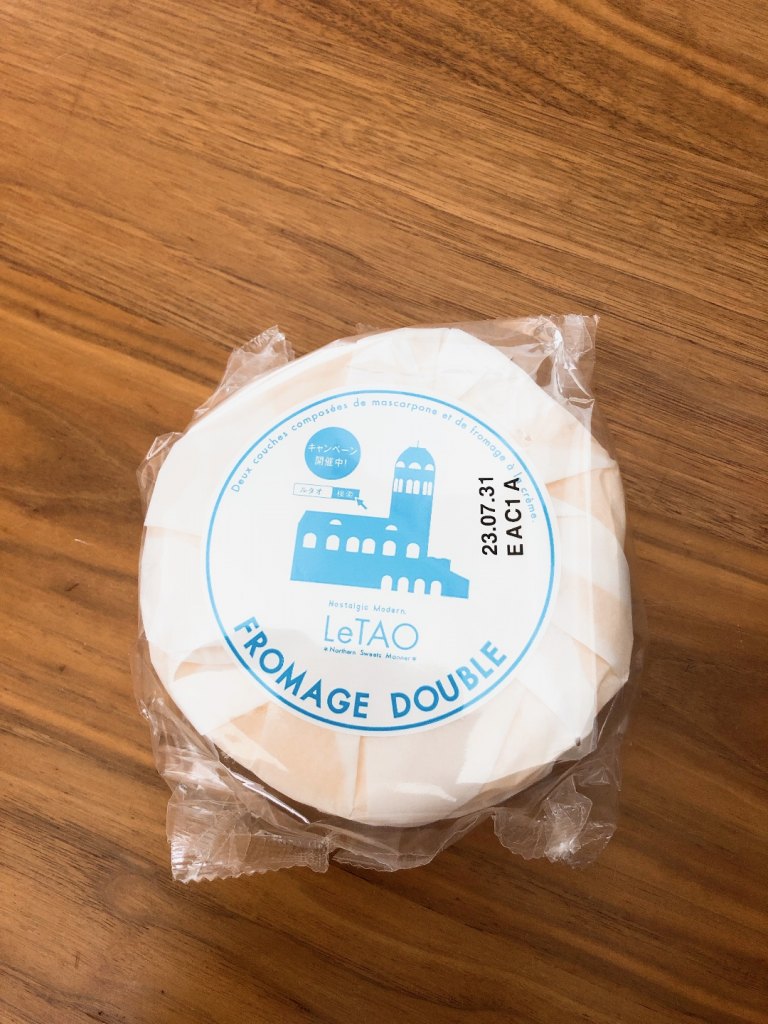 Deux couches composées de mascarpone et de fromage à la crème.
キャンペーン
開催中!
ルタオ 検索
23.07.31
EAC1A
Nostalgic Modern.
LeTAO
*Northern Sweets Manner*
FROMAGE DOUBLE